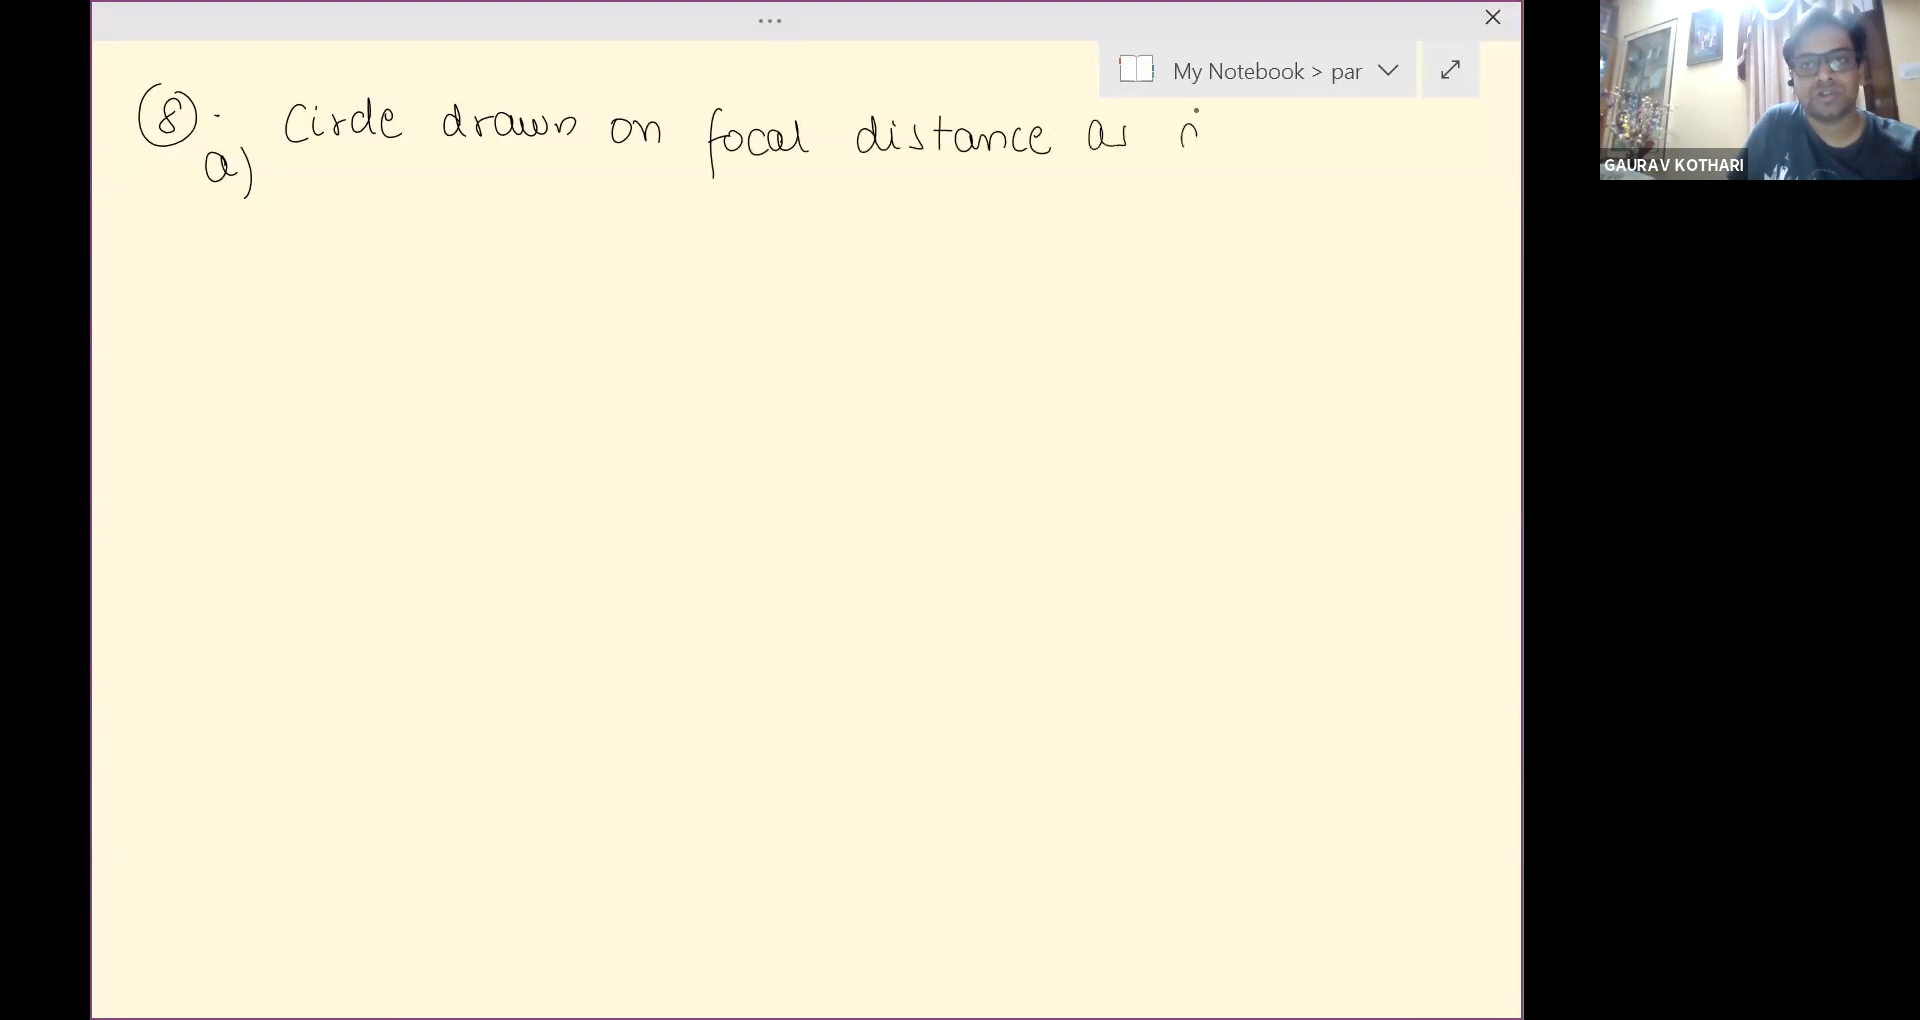 ...
My Notebook > par
GAURAV KOTHARI
⑧. Circle drawn on focal distance as
a)